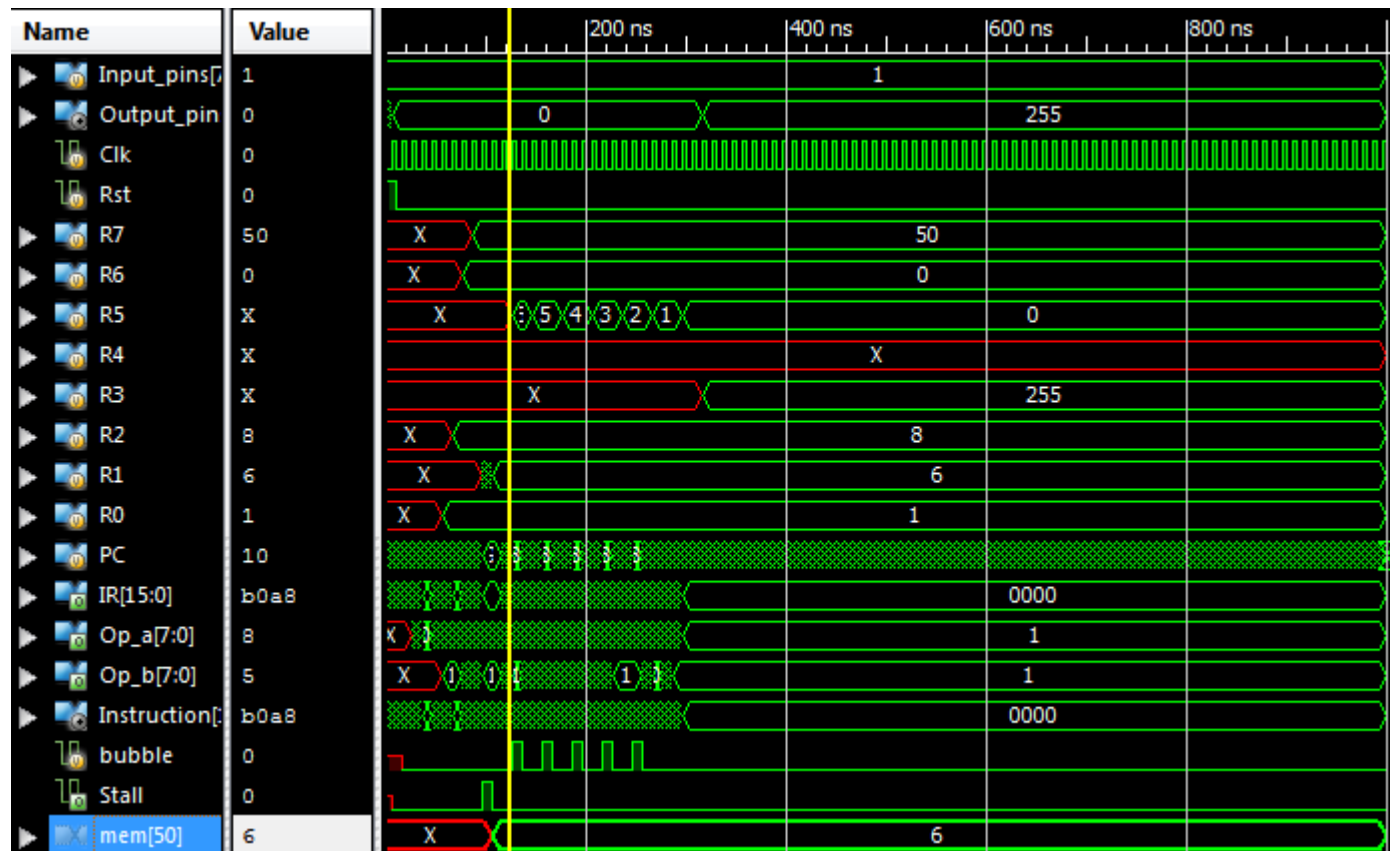 Name Value 200 ns 400 ns 600 ns 800 ns
Input_pins[7 1 1
Output_pin 0 0 255
Clk 0
Rst 0
R7 50 X 50
R6 0 X 0
R5 X X 5 4 3 2 1 0
R4 X X
R3 X X 255
R2 8 X 8
R1 6 X 6
R0 1 X 1
PC 10
IR[15:0] b0a8 0000
Op_a[7:0] 8 X 1
Op_b[7:0] 5 X 1 1 1 1
Instruction[ b0a8 0000
bubble 0
Stall 0
mem[50] 6 X 6